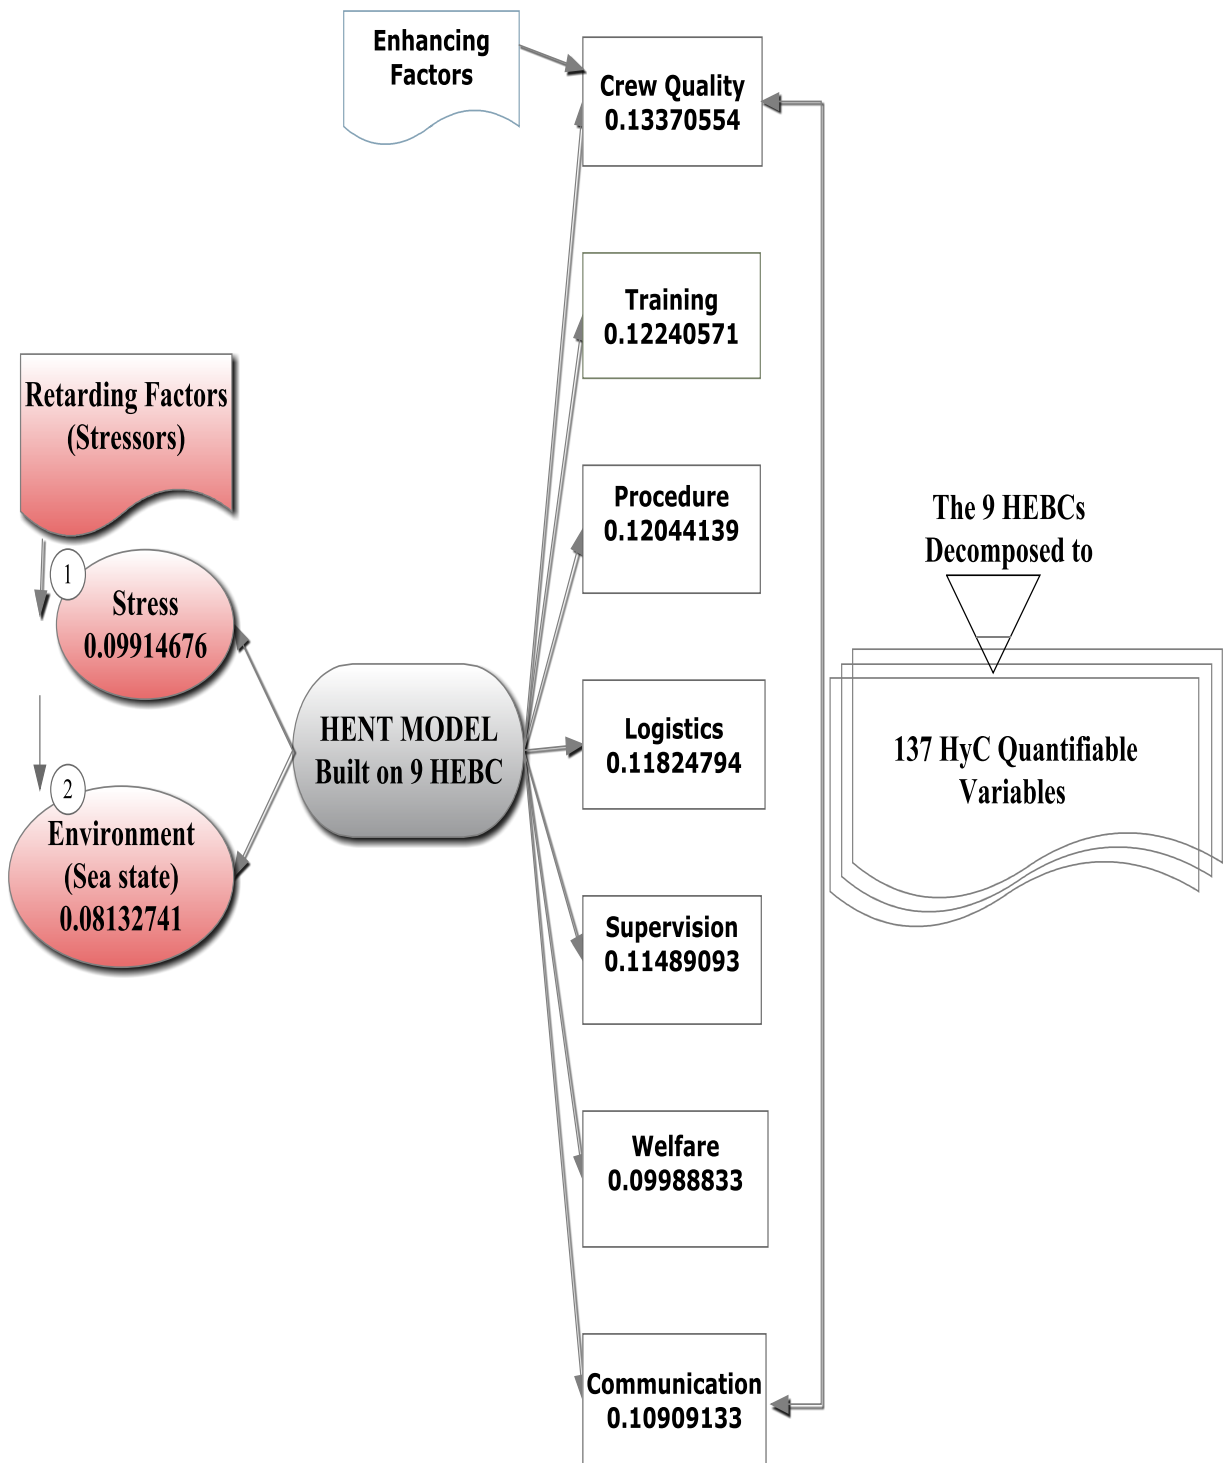 Enhancing
Factors
Crew Quality
0.13370554
Training
0.12240571
Retarding Factors
(Stressors)
Procedure
0.12044139
The 9 HEBCs
Decomposed to
1
Stress
0.09914676
HENT MODEL
Built on 9 HEBC
Logistics
0.11824794
137 HyC Quantifiable
Variables
2
Environment
(Sea state)
0.08132741
Supervision
0.11489093
Welfare
0.09988833
Communication
0.10909133